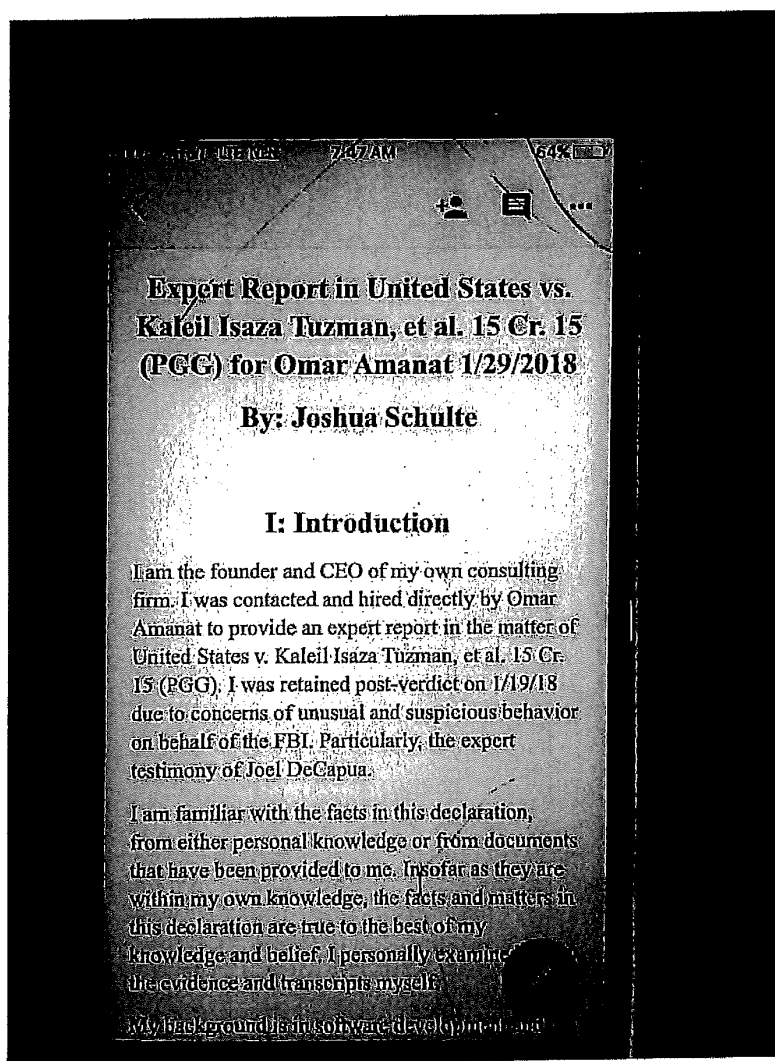 LTE
7:47 AM
64%
Expert Report in United States vs.
Kaleil Isaza Tuzman, et al. 15 Cr. 15
(PGG) for Omar Amanat 1/29/2018
By: Joshua Schulte
I: Introduction
I am the founder and CEO of my own consulting
firm. I was contacted and hired directly by Omar
Amanat to provide an expert report in the matter of
United States v. Kaleil Isaza Tuzman, et al. 15 Cr.
15 (PGG). I was retained post-verdict on 1/19/18
due to concerns of unusual and suspicious behavior
on behalf of the FBI. Particularly, the expert
testimony of Joel DeCapua.
I am familiar with the facts in this declaration,
from either personal knowledge or from documents
that have been provided to me. Insofar as they are
within my own knowledge, the facts and matters in
this declaration are true to the best of my
knowledge and belief. I personally examine
the evidence and transcripts myself.
My background is in software development and